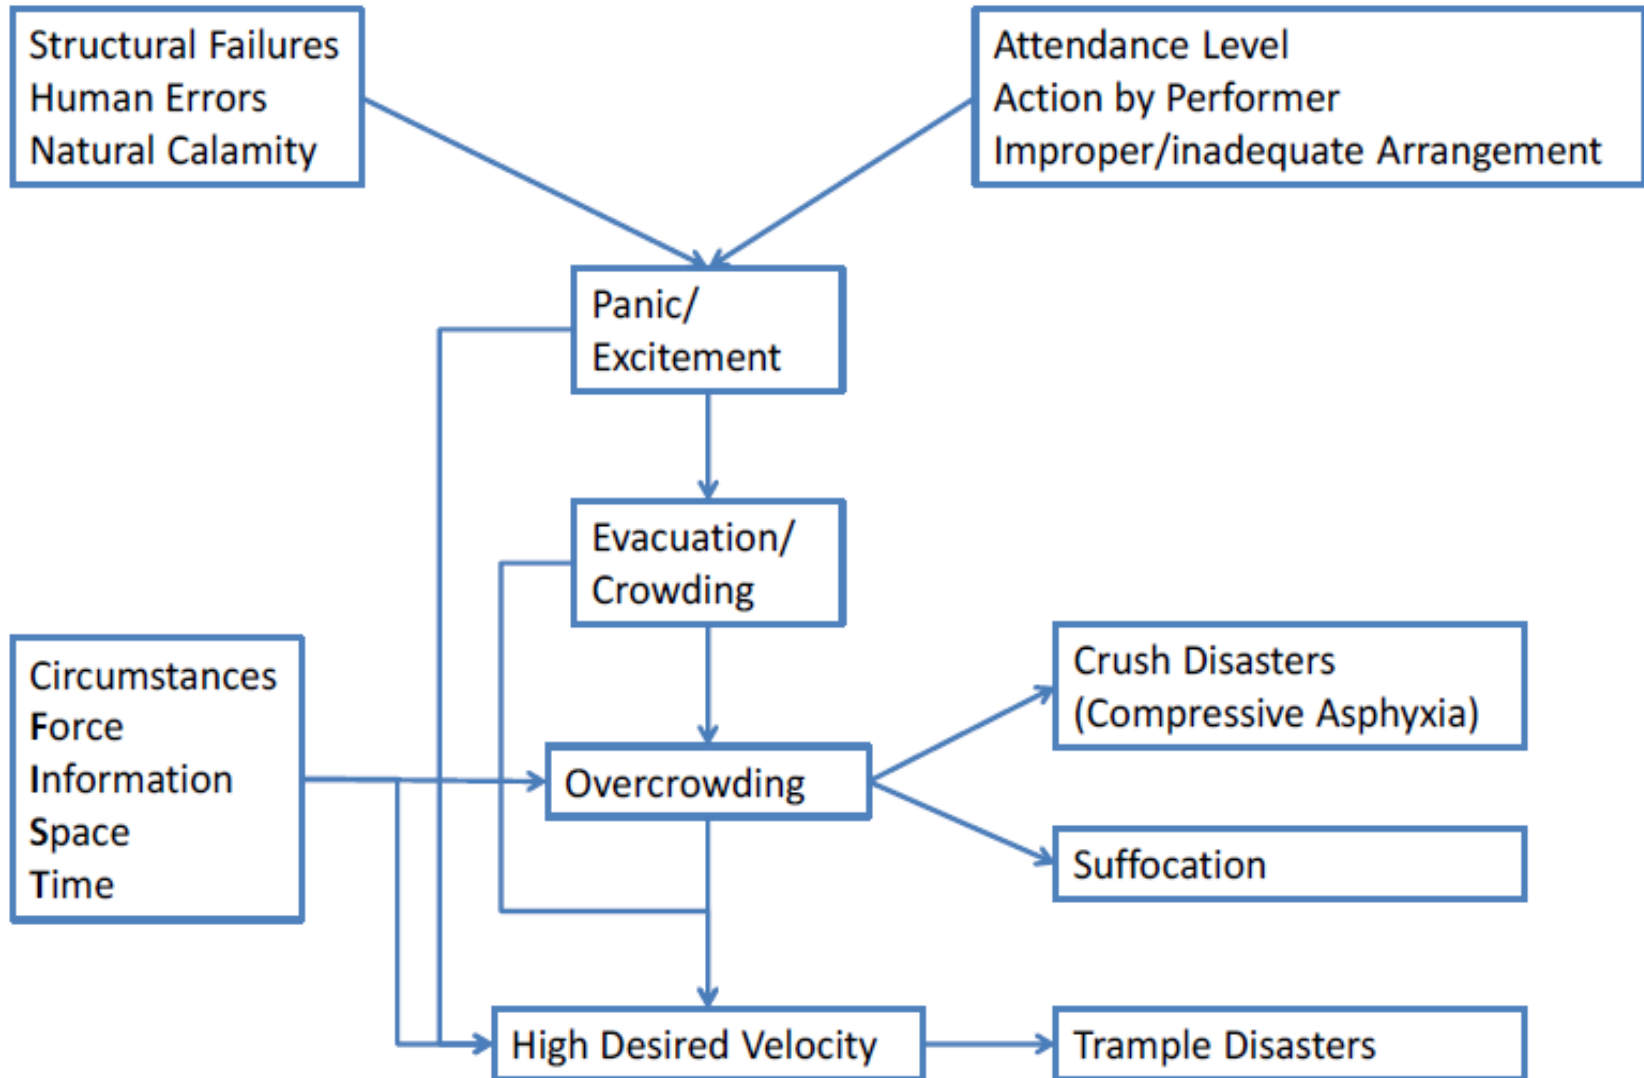 Structural Failures
Human Errors
Natural Calamity
Attendance Level
Action by Performer
Improper/inadequate Arrangement
Panic/
Excitement
Evacuation/
Crowding
Circumstances
Force
Information
Space
Time
Overcrowding
Crush Disasters
(Compressive Asphyxia)
Suffocation
High Desired Velocity
Trample Disasters